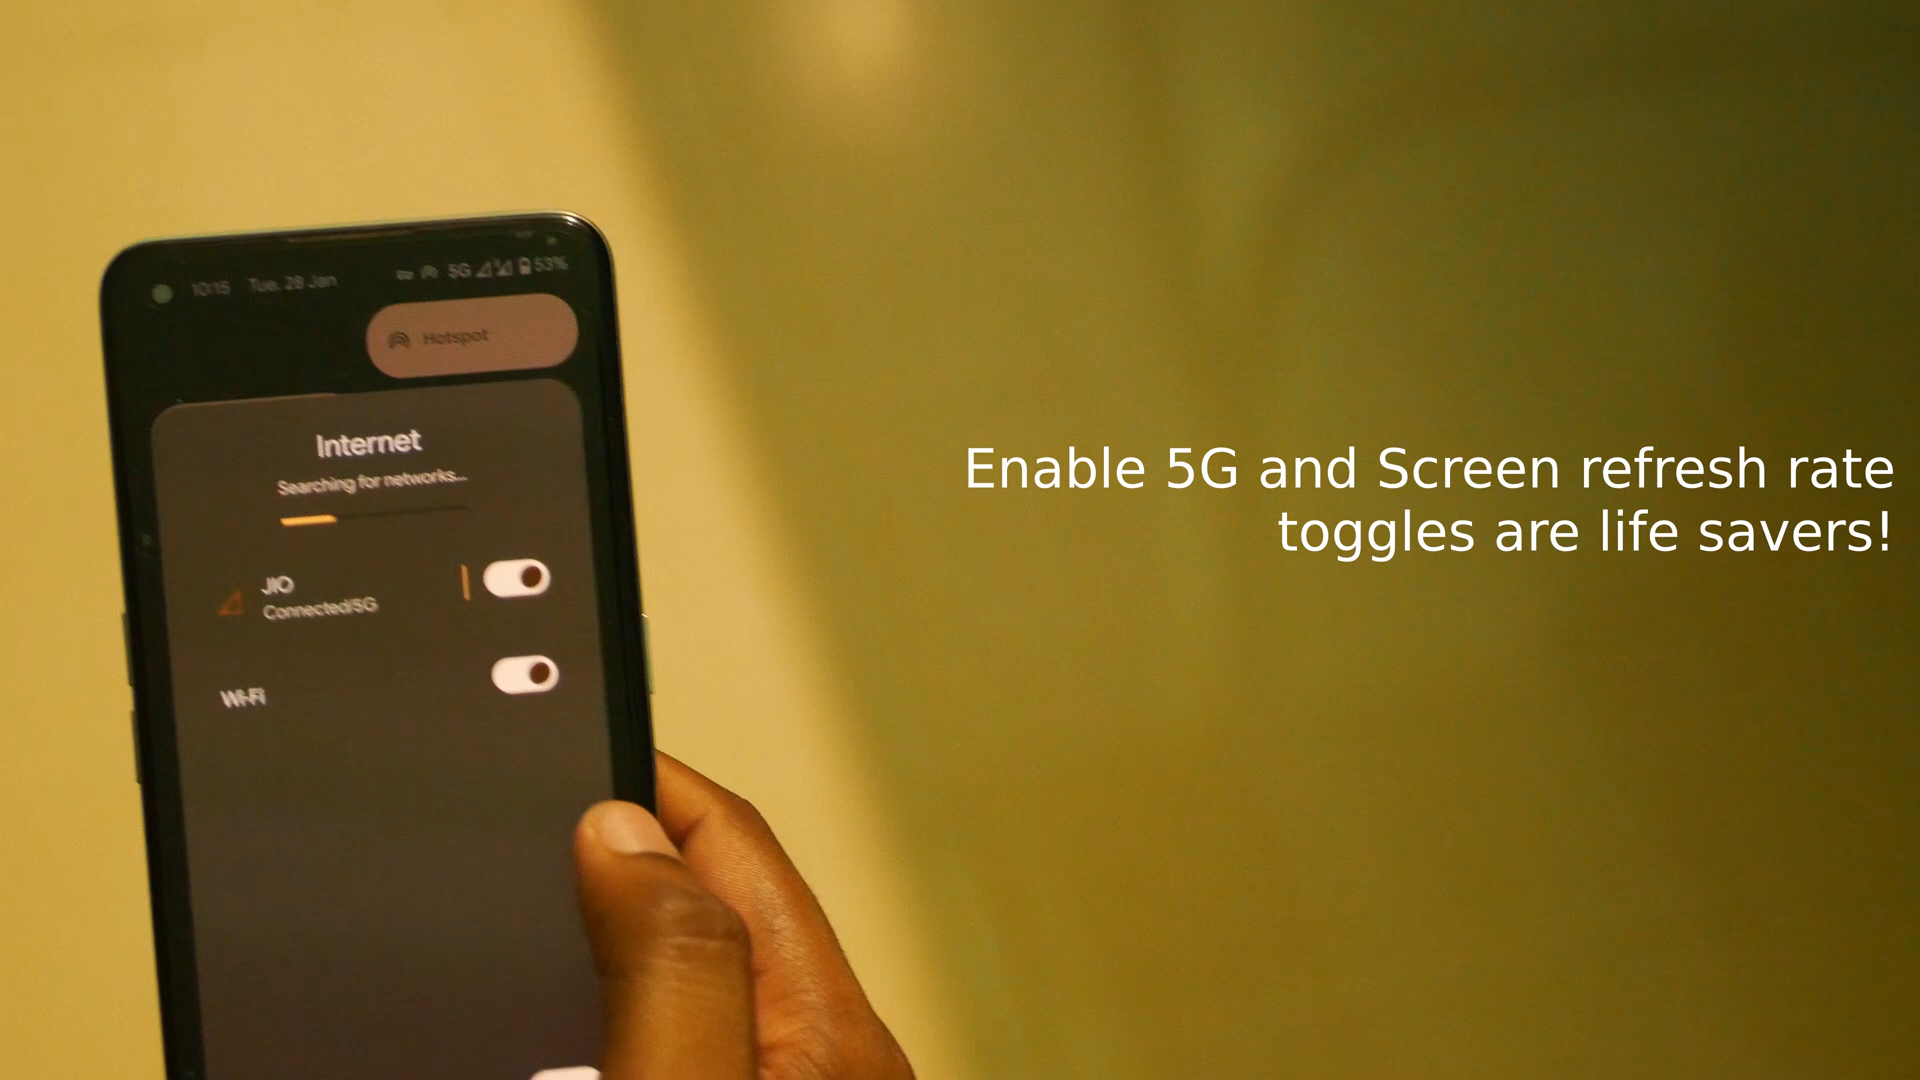 10:15 Tue, 28 Jan 5G 53%
Hotspot
Internet
Searching for networks...
JIO
Connected/5G
Wi-Fi
Enable 5G and Screen refresh rate
toggles are life savers!